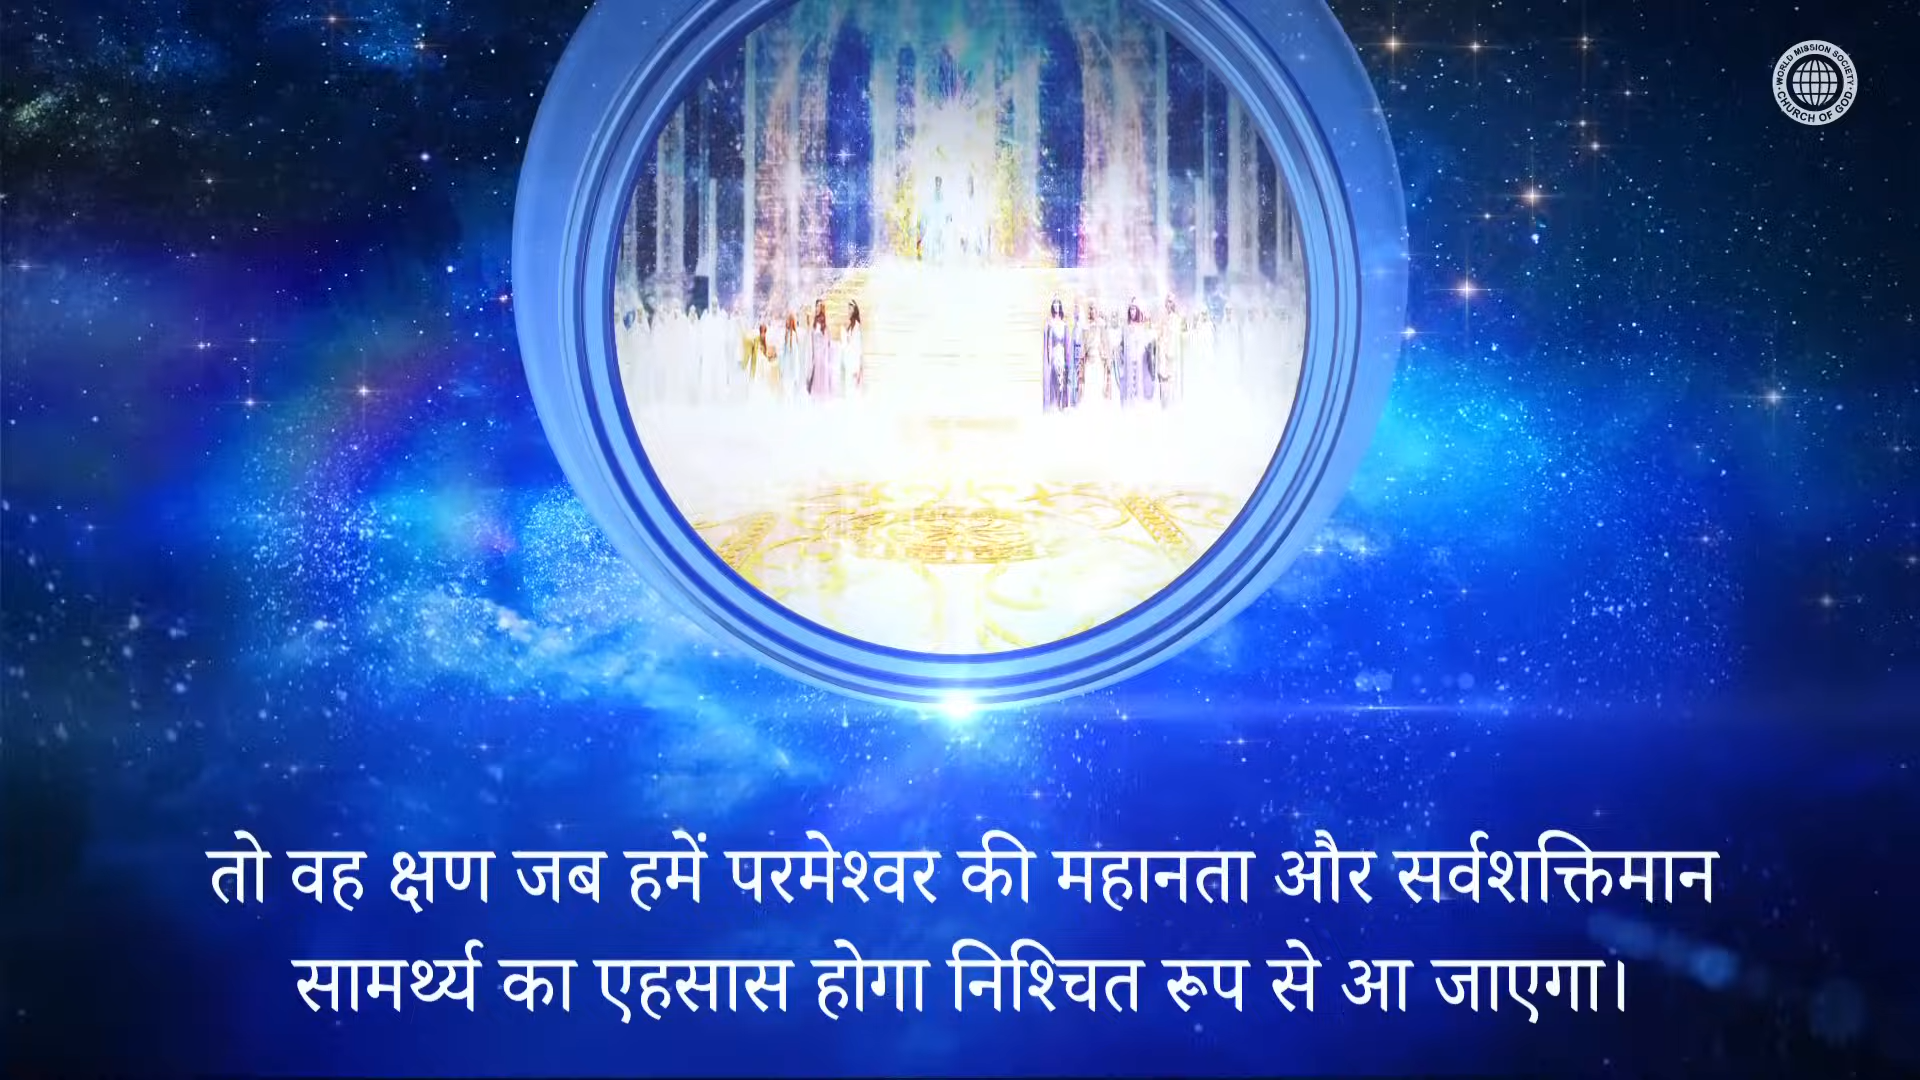 WORLD MISSION SOCIETY
CHURCH OF GOD
तो वह क्षण जब हमें परमेश्वर की महानता और सर्वशक्तिमान
सामर्थ्य का एहसास होगा निश्चित रूप से आ जाएगा।